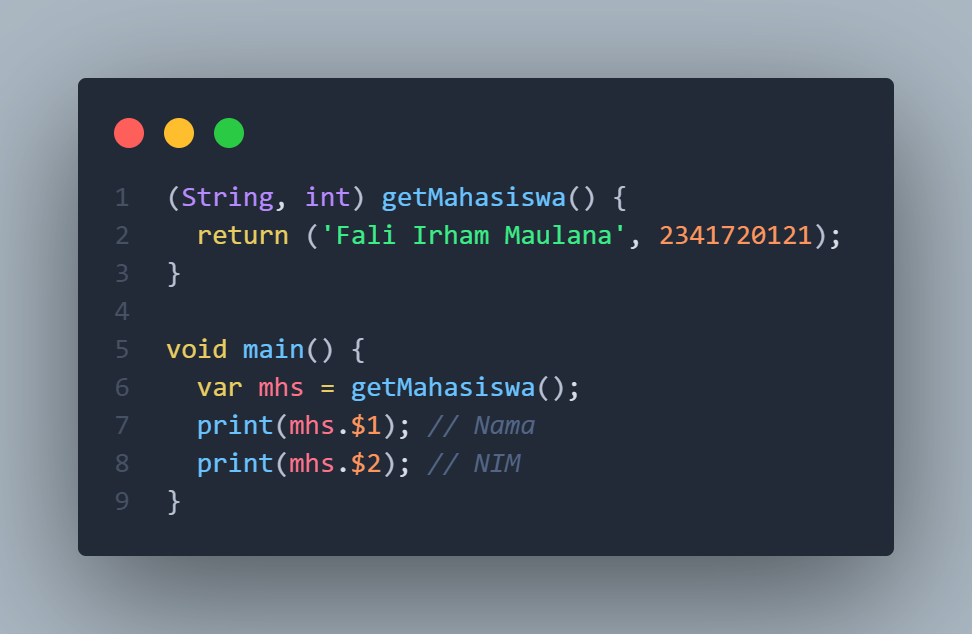 1 (String, int) getMahasiswa() {
2   return ('Fali Irham Maulana', 2341720121);
3 }
4
5 void main() {
6   var mhs = getMahasiswa();
7   print(mhs.$1); // Nama
8   print(mhs.$2); // NIM
9 }